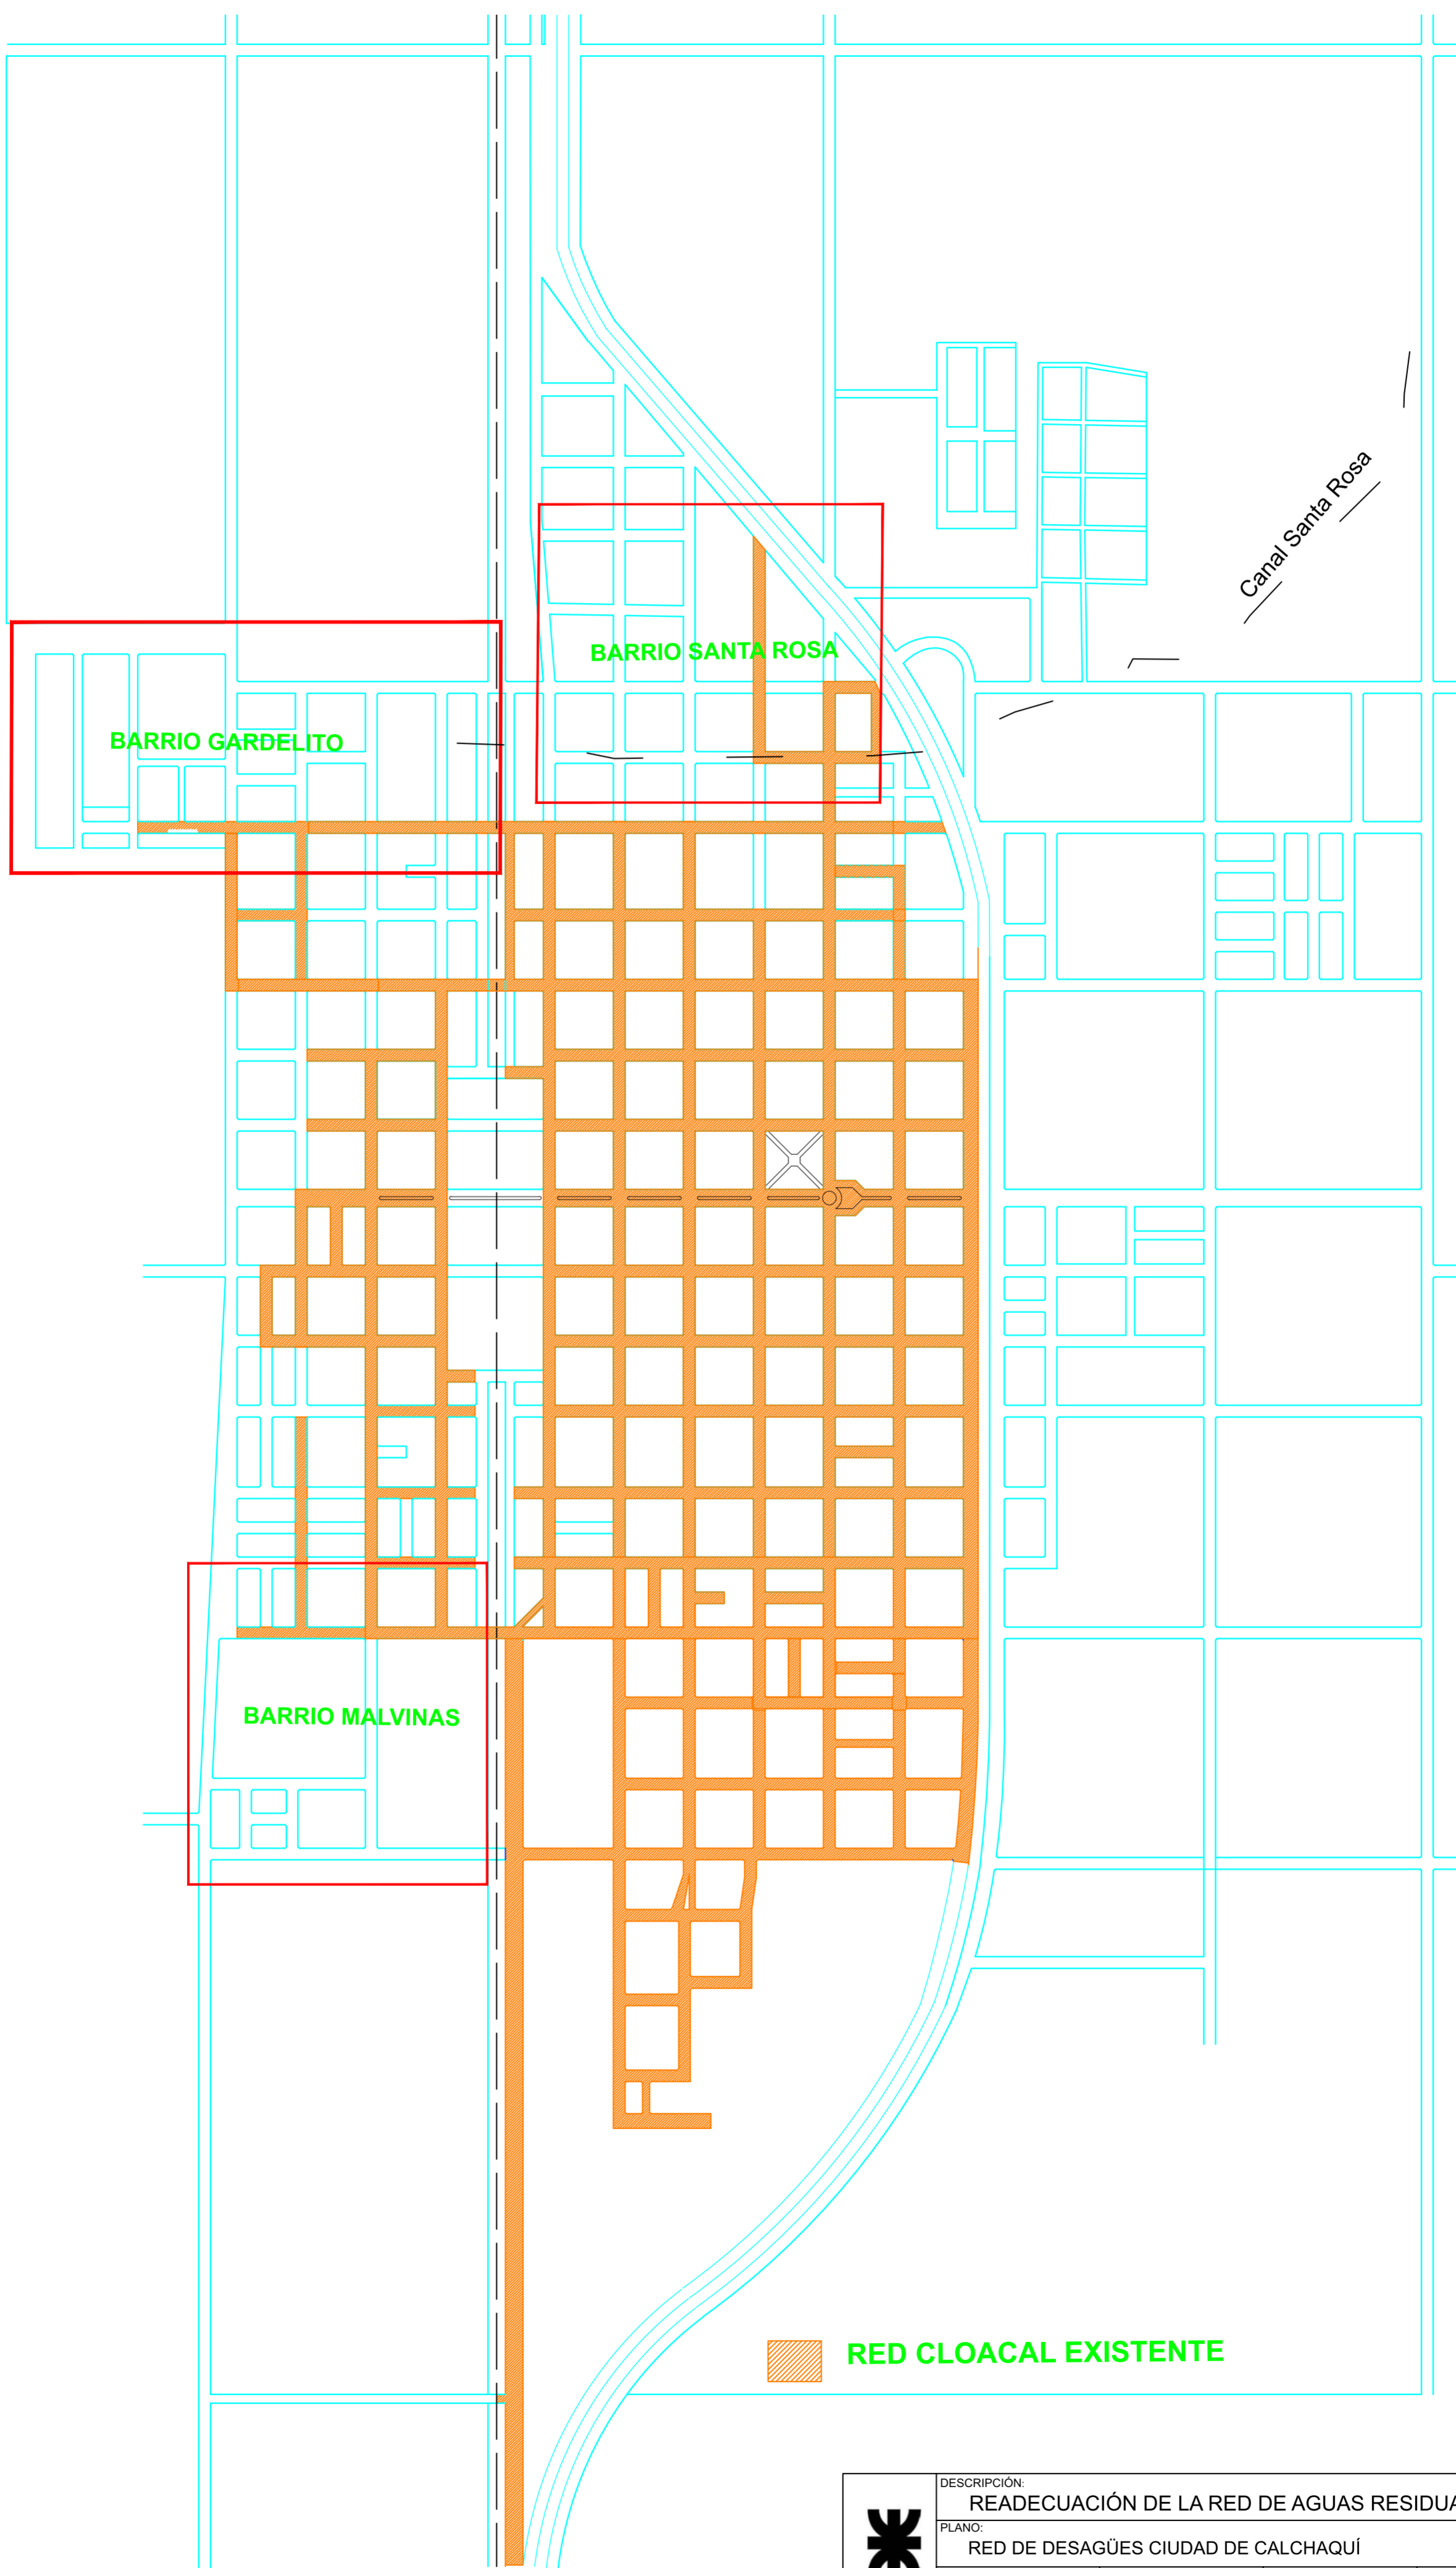 Canal Santa Rosa
BARRIO SANTA ROSA
BARRIO GARDELITO
BARRIO MALVINAS
RED CLOACAL EXISTENTE
DESCRIPCIÓN:
READECUACIÓN DE LA RED DE AGUAS RESIDUA
PLANO:
RED DE DESAGÜES CIUDAD DE CALCHAQUÍ